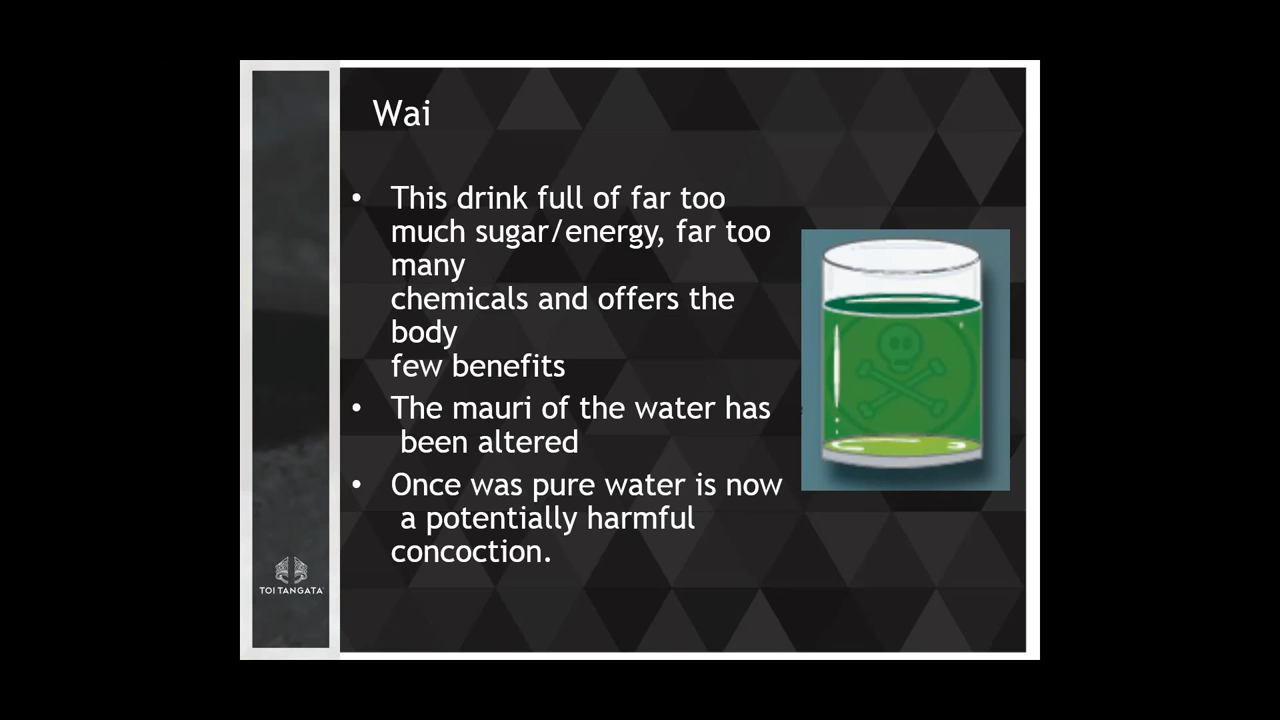 Wai
• This drink full of far too
much sugar/energy, far too
many
chemicals and offers the
body
few benefits
• The mauri of the water has
been altered
• Once was pure water is now
a potentially harmful
concoction.
TOI TANGATA